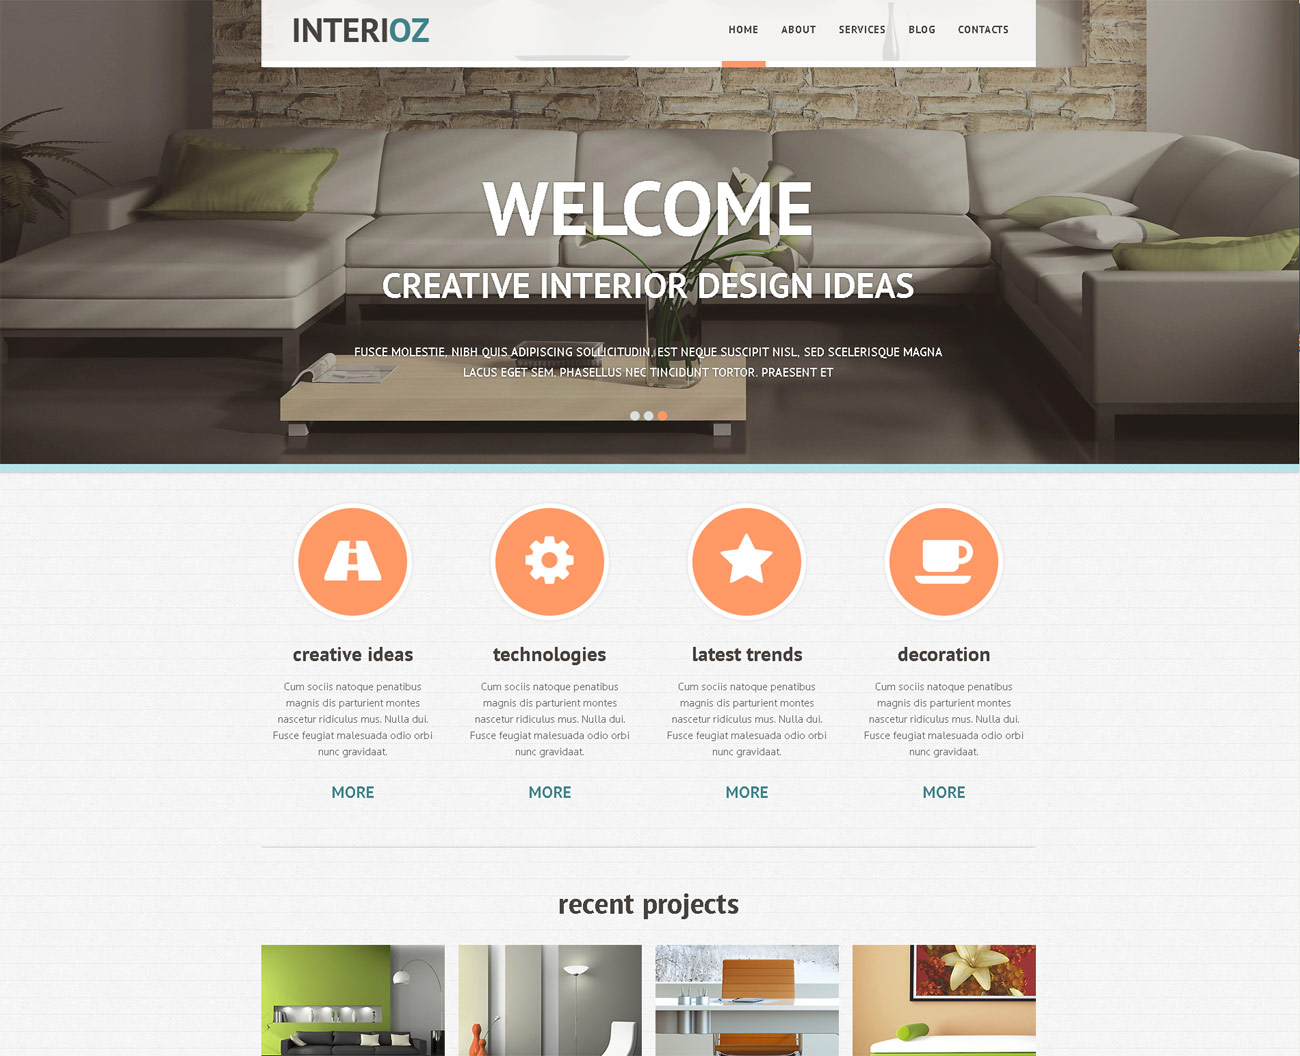 INTERIOZ
HOME ABOUT SERVICES BLOG CONTACTS
WELCOME
CREATIVE INTERIOR DESIGN IDEAS
FUSCE MOLESTIE, NIBH QUIS ADIPISCING SOLLICITUDIN, EST NEQUE SUSCIPIT NISL, SED SCELERISQUE MAGNA
LACUS EGET SEM. PHASELLUS NEC TINCIDUNT TORTOR. PRAESENT ET
creative ideas
Cum sociis natoque penatibus
magnis dis parturient montes
nascetur ridiculus mus. Nulla dui.
Fusce feugiat malesuada odio orbi
nunc gravidaat.
MORE
technologies
Cum sociis natoque penatibus
magnis dis parturient montes
nascetur ridiculus mus. Nulla dui.
Fusce feugiat malesuada odio orbi
nunc gravidaat.
MORE
latest trends
Cum sociis natoque penatibus
magnis dis parturient montes
nascetur ridiculus mus. Nulla dui.
Fusce feugiat malesuada odio orbi
nunc gravidaat.
MORE
decoration
Cum sociis natoque penatibus
magnis dis parturient montes
nascetur ridiculus mus. Nulla dui.
Fusce feugiat malesuada odio orbi
nunc gravidaat.
MORE
recent projects